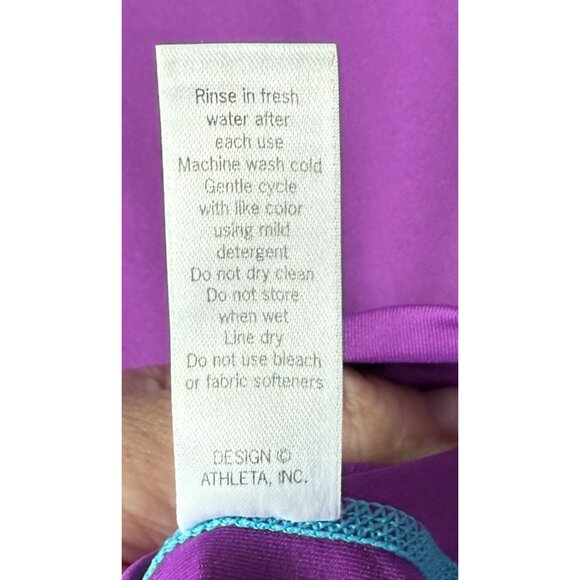 Rinse in fresh
water after
each use
Machine wash cold
Gentle cycle
with like color
using mild
detergent
Do not dry clean
Do not store
when wet
Line dry
Do not use bleach
or fabric softeners
DESIGN ©
ATHLETA, INC.